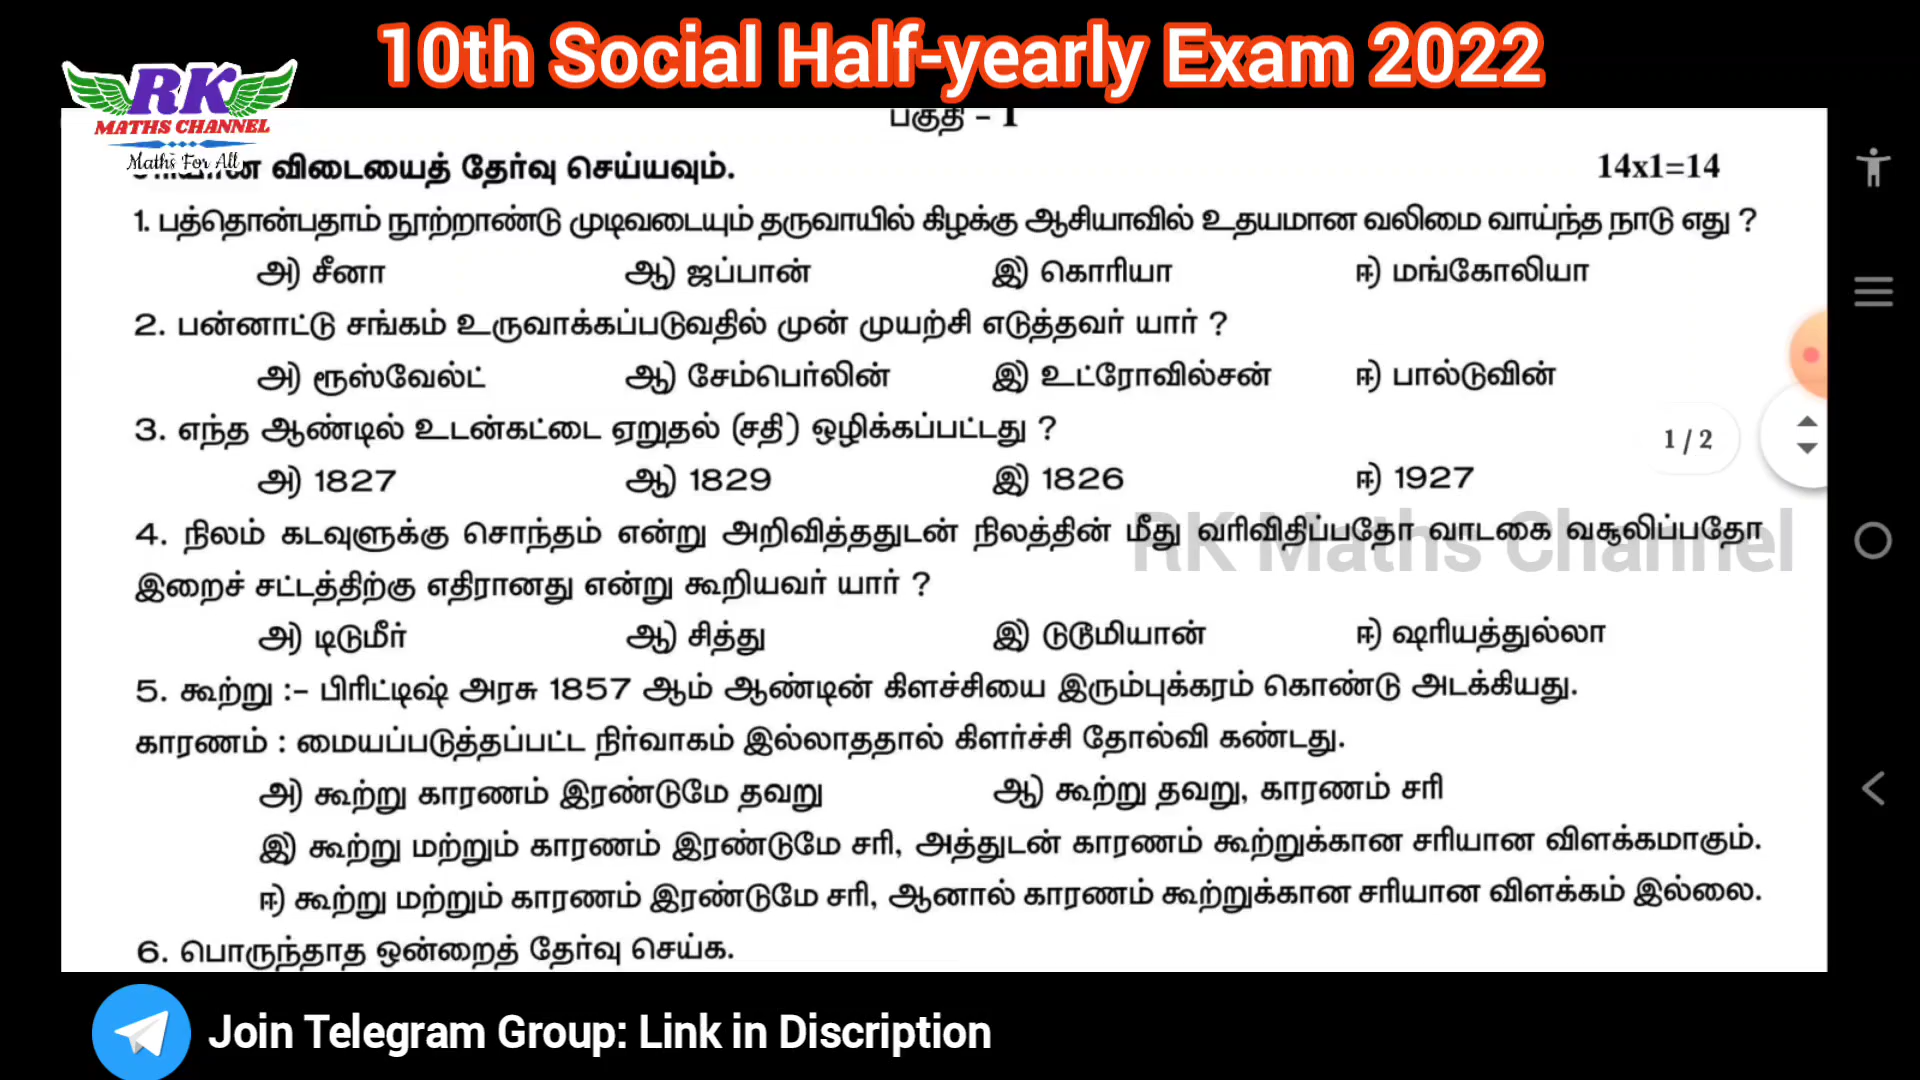 10th Social Half-yearly Exam 2022
RK
MATHS CHANNEL
Maths For All
பகுதி - I
விடையைத் தேர்வு செய்யவும். 14x1=14
1. பத்தொன்பதாம் நூற்றாண்டு முடிவடையும் தருவாயில் கிழக்கு ஆசியாவில் உதயமான வலிமை வாய்ந்த நாடு எது ?
அ) சீனா ஆ) ஜப்பான் இ) கொரியா ஈ) மங்கோலியா
2. பன்னாட்டு சங்கம் உருவாக்கப்படுவதில் முன் முயற்சி எடுத்தவர் யார் ?
அ) ரூஸ்வேல்ட் ஆ) சேம்பெர்லின் இ) உட்ரோவில்சன் ஈ) பால்டுவின்
3. எந்த ஆண்டில் உடன்கட்டை ஏறுதல் (சதி) ஒழிக்கப்பட்டது ?
1 / 2
அ) 1827 ஆ) 1829 இ) 1826 ஈ) 1927
4. நிலம் கடவுளுக்கு சொந்தம் என்று அறிவித்ததுடன் நிலத்தின் மீது வரிவிதிப்பதோ வாடகை வசூலிப்பதோ
RK Maths Channel
இறைச் சட்டத்திற்கு எதிரானது என்று கூறியவர் யார் ?
அ) டிடுமீர் ஆ) சித்து இ) டுடூமியான் ஈ) ஷரியத்துல்லா
5. கூற்று :- பிரிட்டிஷ் அரசு 1857 ஆம் ஆண்டின் கிளச்சியை இரும்புக்கரம் கொண்டு அடக்கியது.
காரணம் : மையப்படுத்தப்பட்ட நிர்வாகம் இல்லாததால் கிளர்ச்சி தோல்வி கண்டது.
அ) கூற்று காரணம் இரண்டுமே தவறு ஆ) கூற்று தவறு, காரணம் சரி
இ) கூற்று மற்றும் காரணம் இரண்டுமே சரி, அத்துடன் காரணம் கூற்றுக்கான சரியான விளக்கமாகும்.
ஈ) கூற்று மற்றும் காரணம் இரண்டுமே சரி, ஆனால் காரணம் கூற்றுக்கான சரியான விளக்கம் இல்லை.
6. பொருந்தாத ஒன்றைத் தேர்வு செய்க.
Join Telegram Group: Link in Discription